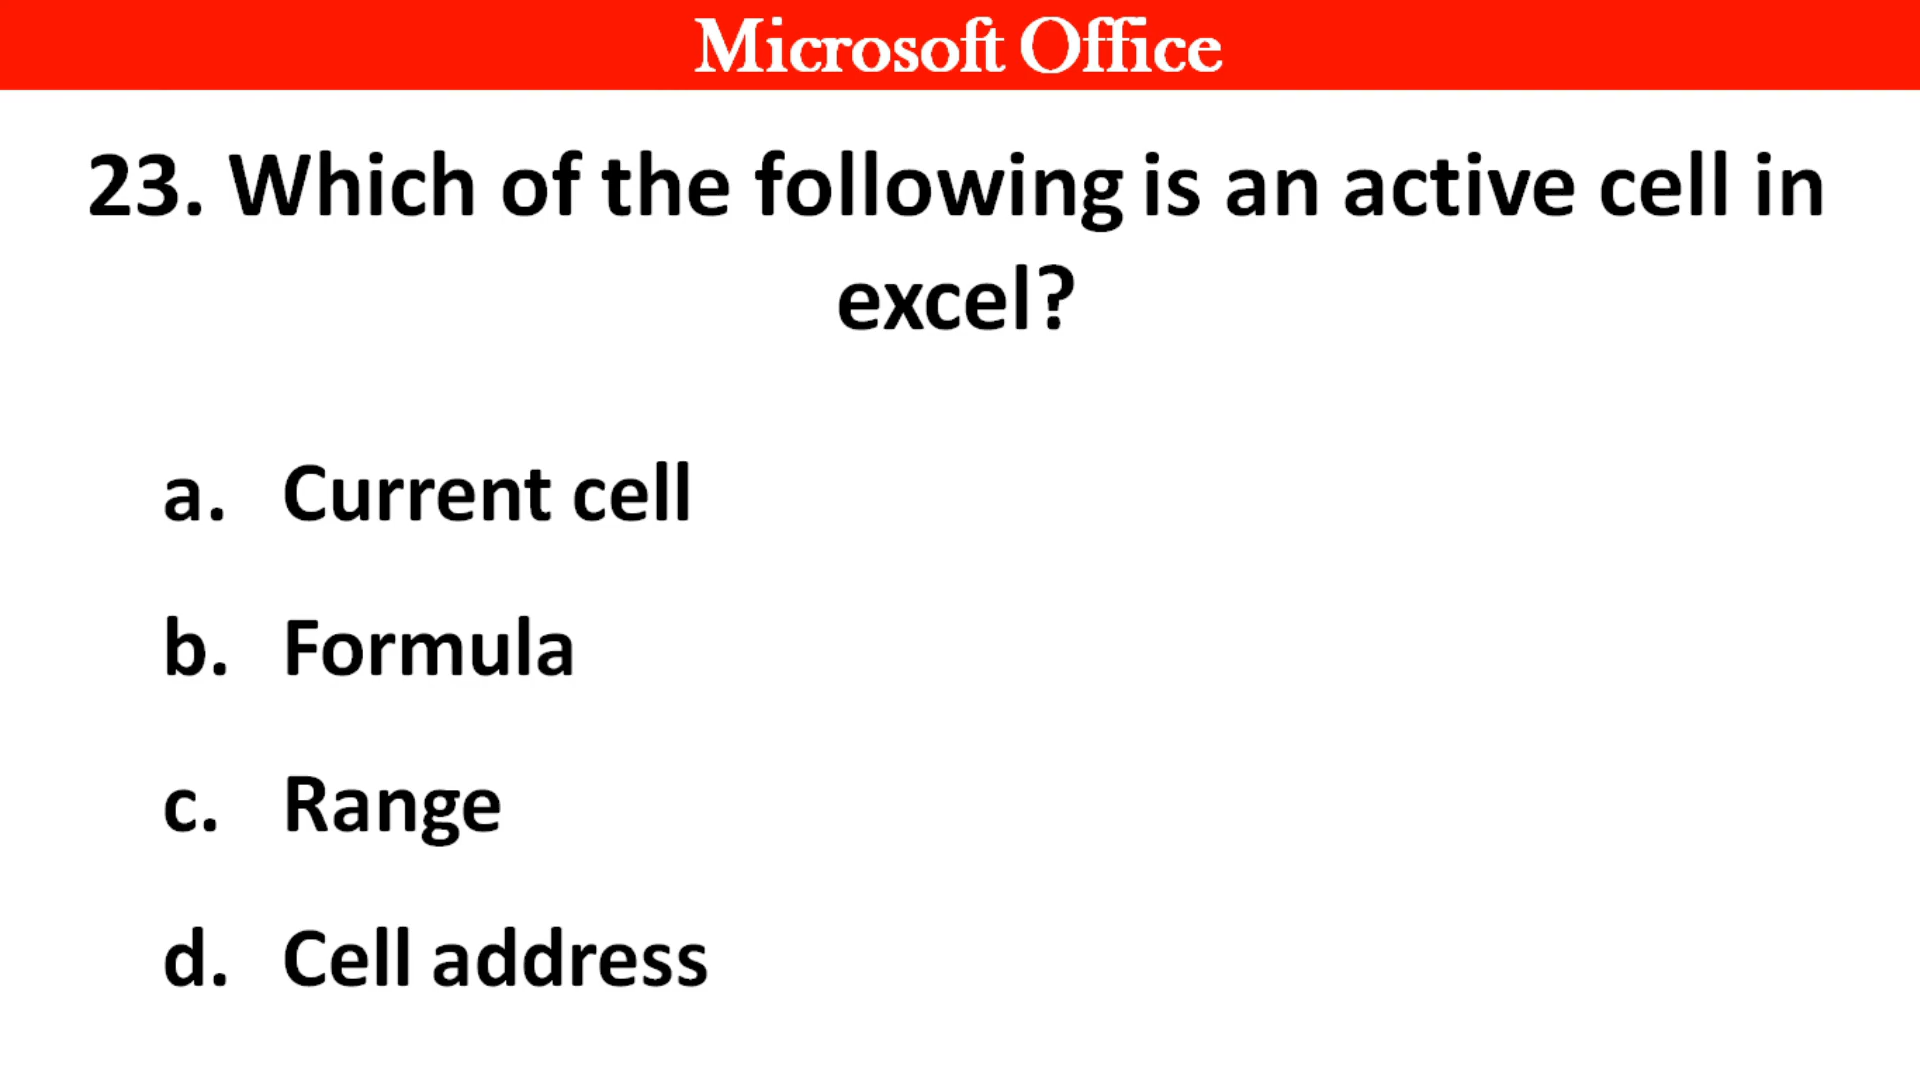 Microsoft Office
23. Which of the following is an active cell in
excel?
a. Current cell
b. Formula
c. Range
d. Cell address